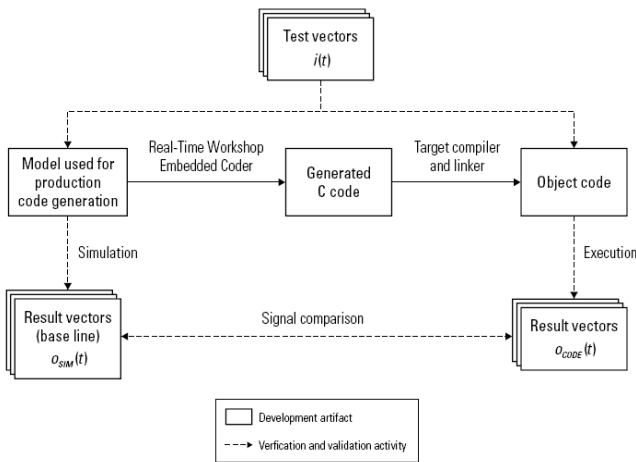 Test vectors
i(t)
Model used for
production
code generation
Real-Time Workshop
Embedded Coder
Generated
C code
Target compiler
and linker
Object code
Simulation
Execution
Result vectors
(base line)
oSIM(t)
Signal comparison
Result vectors
oCODE(t)
Development artifact
Verfication and validation activity